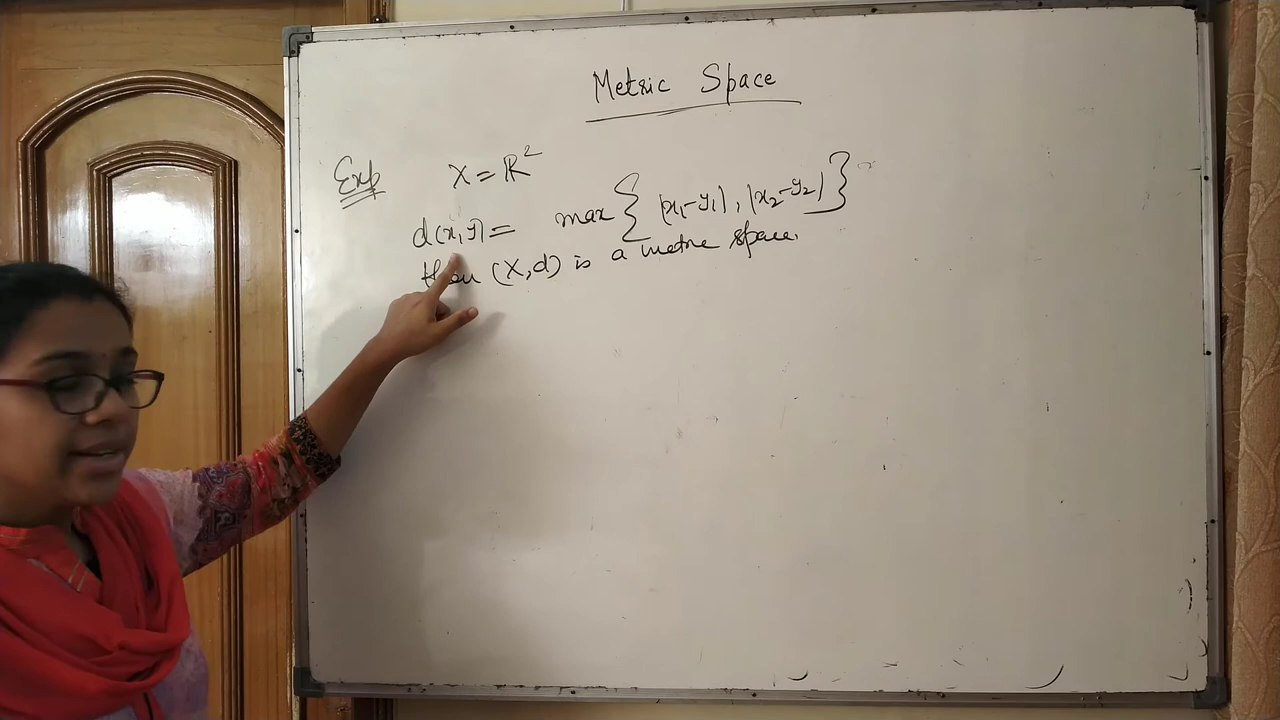 Metric Space
Exp X = R²
d(x,y) = max { |x₁-y₁|, |x₂-y₂| }
then (X,d) is a metric space.